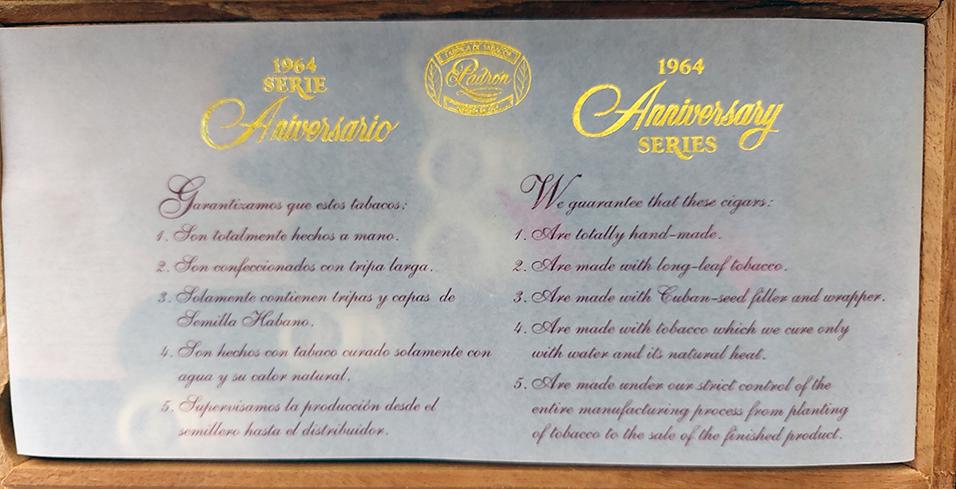 1964
SERIE
Aniversario
FABRICA DE TABACOS
Padrón
1964
Anniversary
SERIES
Garantizamos que estos tabacos:
1. Son totalmente hechos a mano.
2. Son confeccionados con tripa larga.
3. Solamente contienen tripas y capas de
Semilla Habano.
4. Son hechos con tabaco curado solamente con
agua y su calor natural.
5. Supervisamos la producción desde el
semillero hasta el distribuidor.
We guarantee that these cigars:
1. Are totally hand-made.
2. Are made with long-leaf tobacco.
3. Are made with Cuban-seed filler and wrapper.
4. Are made with tobacco which we cure only
with water and its natural heat.
5. Are made under our strict control of the
entire manufacturing process from planting
of tobacco to the sale of the finished product.